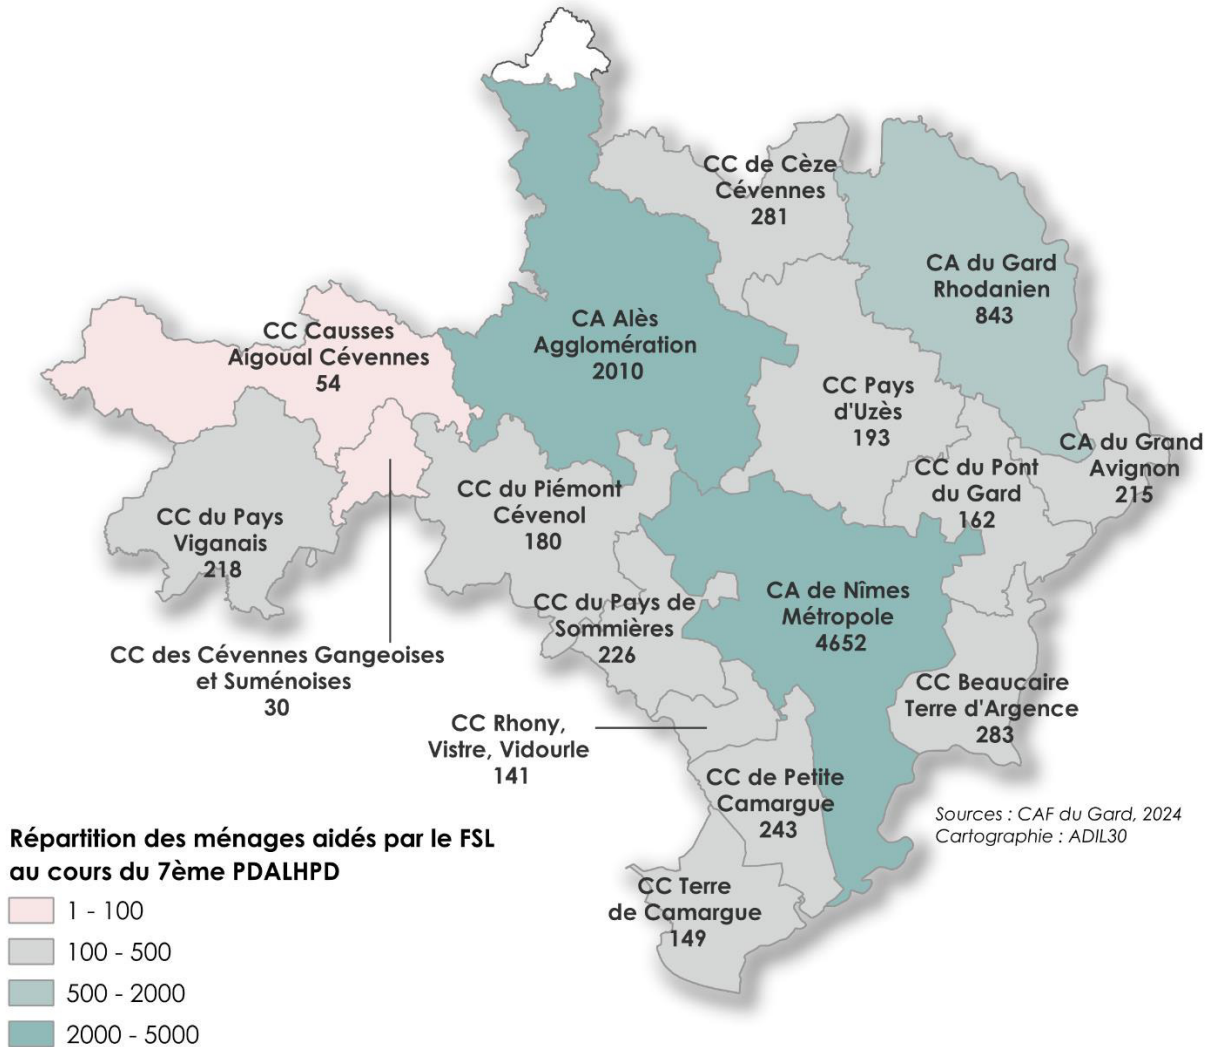 CC de Cèze
Cévennes
281
CA du Gard
Rhodanien
843
CC Causses
Aigoual Cévennes
54
CA Alès
Agglomération
2010
CC Pays
d'Uzès
193
CA du Grand
Avignon
215
CC du Pont
du Gard
162
CC du Piémont
Cévenol
180
CC du Pays
Viganais
218
CC du Pays de
Sommières
226
CA de Nîmes
Métropole
4652
CC des Cévennes Gangeoises
et Suménoises
30
CC Beaucaire
Terre d'Argence
283
CC Rhony,
Vistre, Vidourle
141
CC de Petite
Camargue
243
CC Terre
de Camargue
149
Sources : CAF du Gard, 2024
Cartographie : ADIL30
Répartition des ménages aidés par le FSL
au cours du 7ème PDALHPD
1 - 100
100 - 500
500 - 2000
2000 - 5000